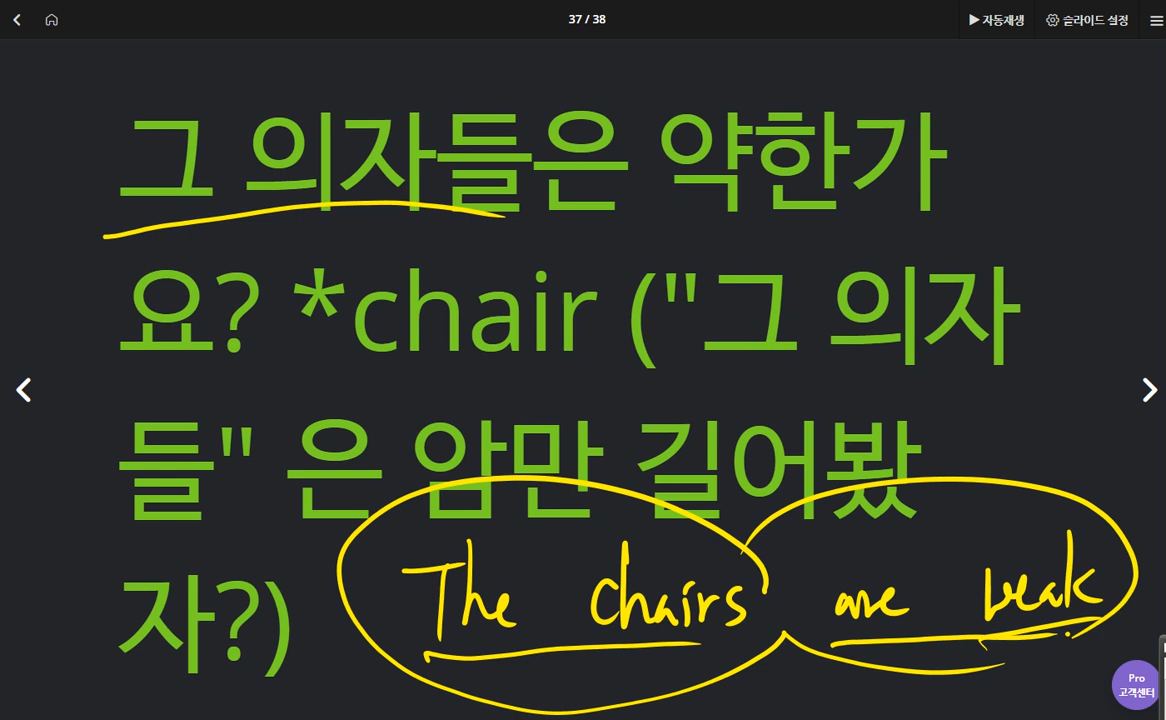 37 / 38
▶ 자동재생
슬라이드 설정
그 의자들은 약한가
요? *chair ("그 의자
들" 은 암만 길어봤
자?)
The chairs are weak
Pro
고객센터